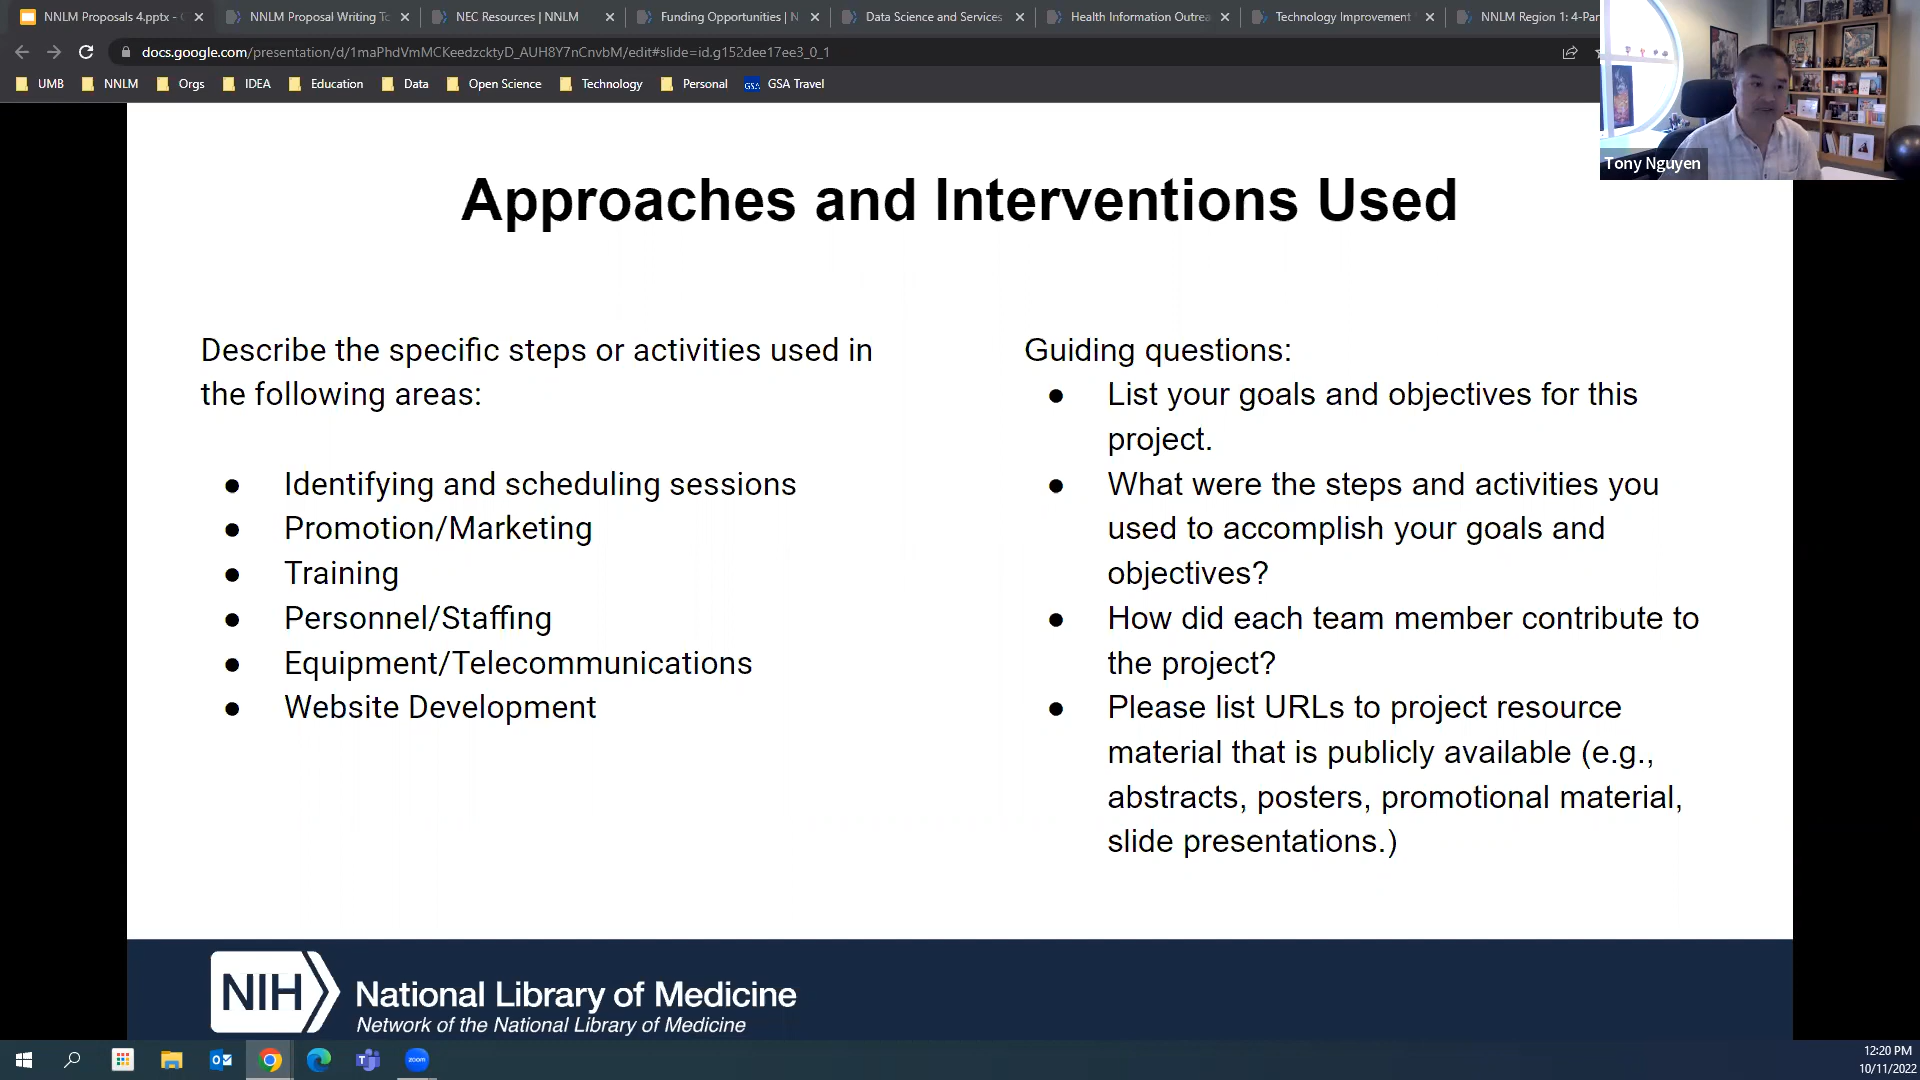 NNLM Proposals 4.pptx -
NNLM Proposal Writing To
NEC Resources | NNLM
Funding Opportunities | N
Data Science and Services
Health Information Outrea
Technology Improvement
NNLM Region 1: 4-Par
docs.google.com/presentation/d/1maPhdVmMCKeedzcktyD_AUH8Y7nCnvbM/edit#slide=id.g152dee17ee3_0_1
UMB NNLM Orgs IDEA Education Data Open Science Technology Personal GSA GSA Travel
Tony Nguyen
Approaches and Interventions Used
Describe the specific steps or activities used in
the following areas:
● Identifying and scheduling sessions
● Promotion/Marketing
● Training
● Personnel/Staffing
● Equipment/Telecommunications
● Website Development
Guiding questions:
● List your goals and objectives for this
project.
● What were the steps and activities you
used to accomplish your goals and
objectives?
● How did each team member contribute to
the project?
● Please list URLs to project resource
material that is publicly available (e.g.,
abstracts, posters, promotional material,
slide presentations.)
NIH National Library of Medicine
Network of the National Library of Medicine
zoom
12:20 PM
10/11/2022